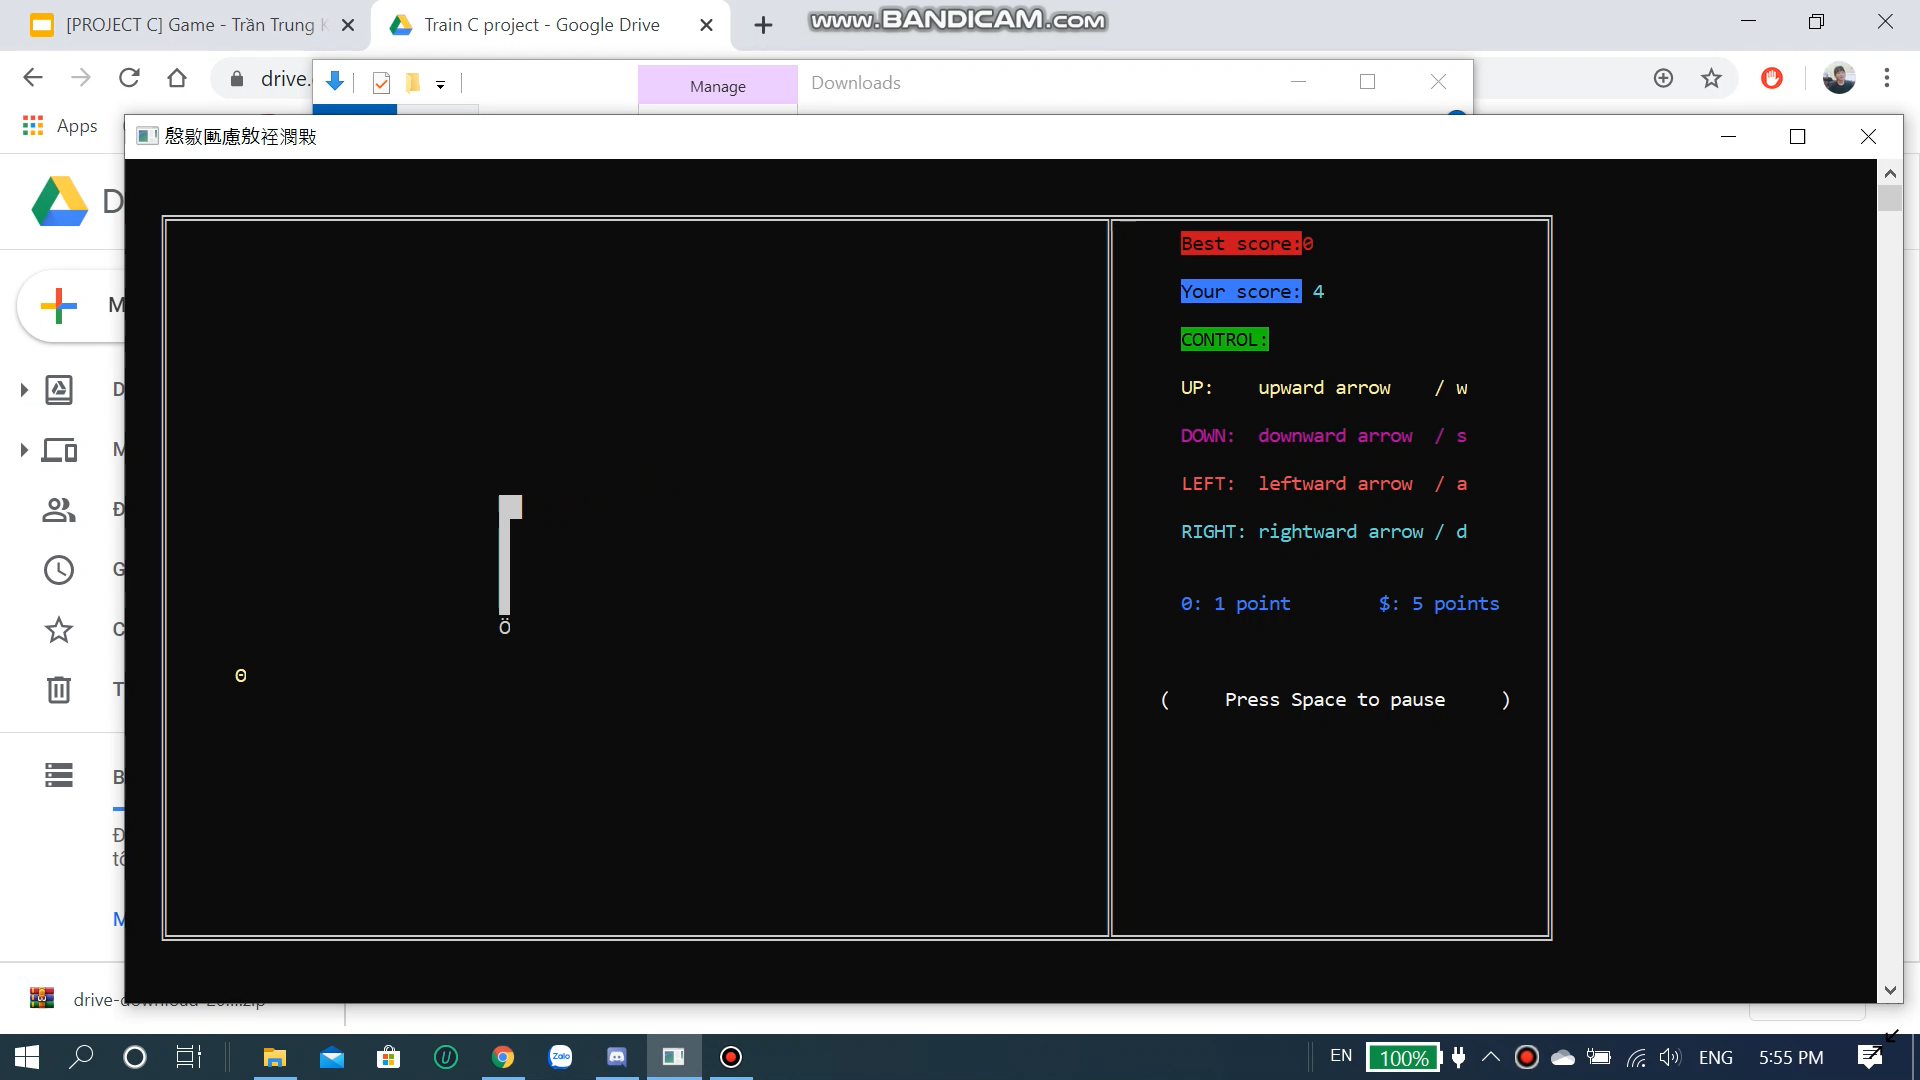 [PROJECT C] Game - Trần Trung K
Train C project - Google Drive
www.BANDICAM.com
drive.
Manage
Downloads
Apps
D
M
D
M
Đ
G
C
T
B
Đ
tố
M
Best score:0
Your score: 4
CONTROL:
UP: upward arrow / w
DOWN: downward arrow / s
LEFT: leftward arrow / a
RIGHT: rightward arrow / d
0: 1 point $: 5 points
( Press Space to pause )
Ö
0
Zalo
EN
100%
ENG
5:55 PM